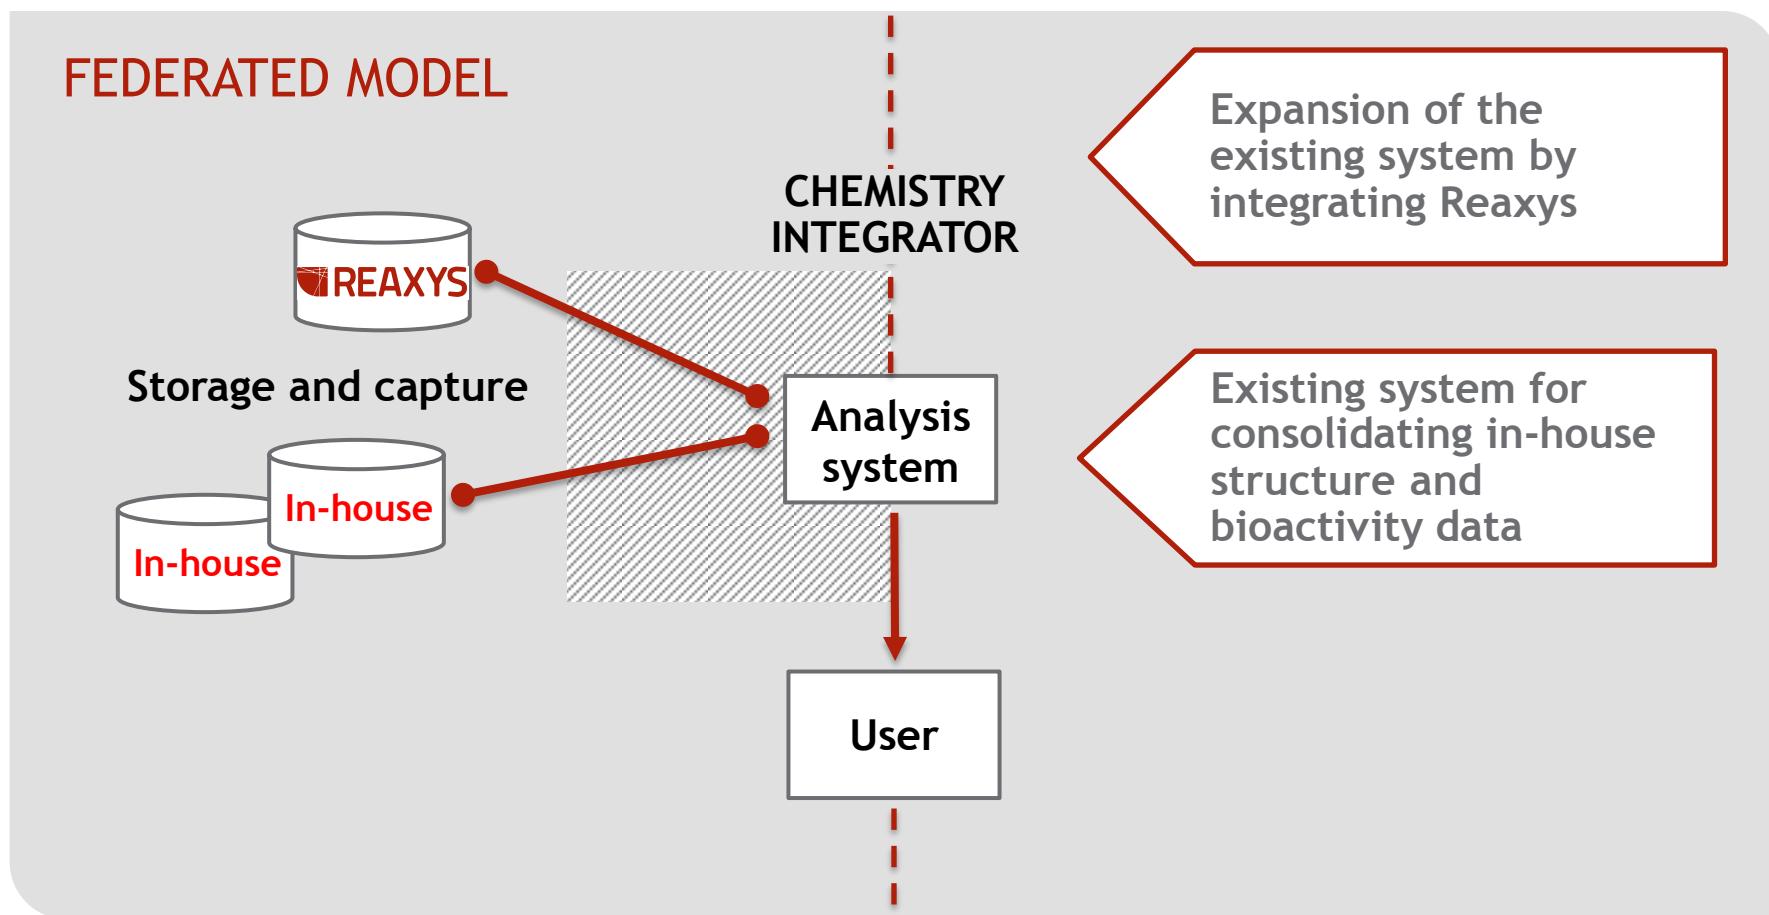 FEDERATED MODEL
CHEMISTRY
INTEGRATOR
REAXYS
Storage and capture
In-house
In-house
Analysis
system
User
Expansion of the
existing system by
integrating Reaxys
Existing system for
consolidating in-house
structure and
bioactivity data